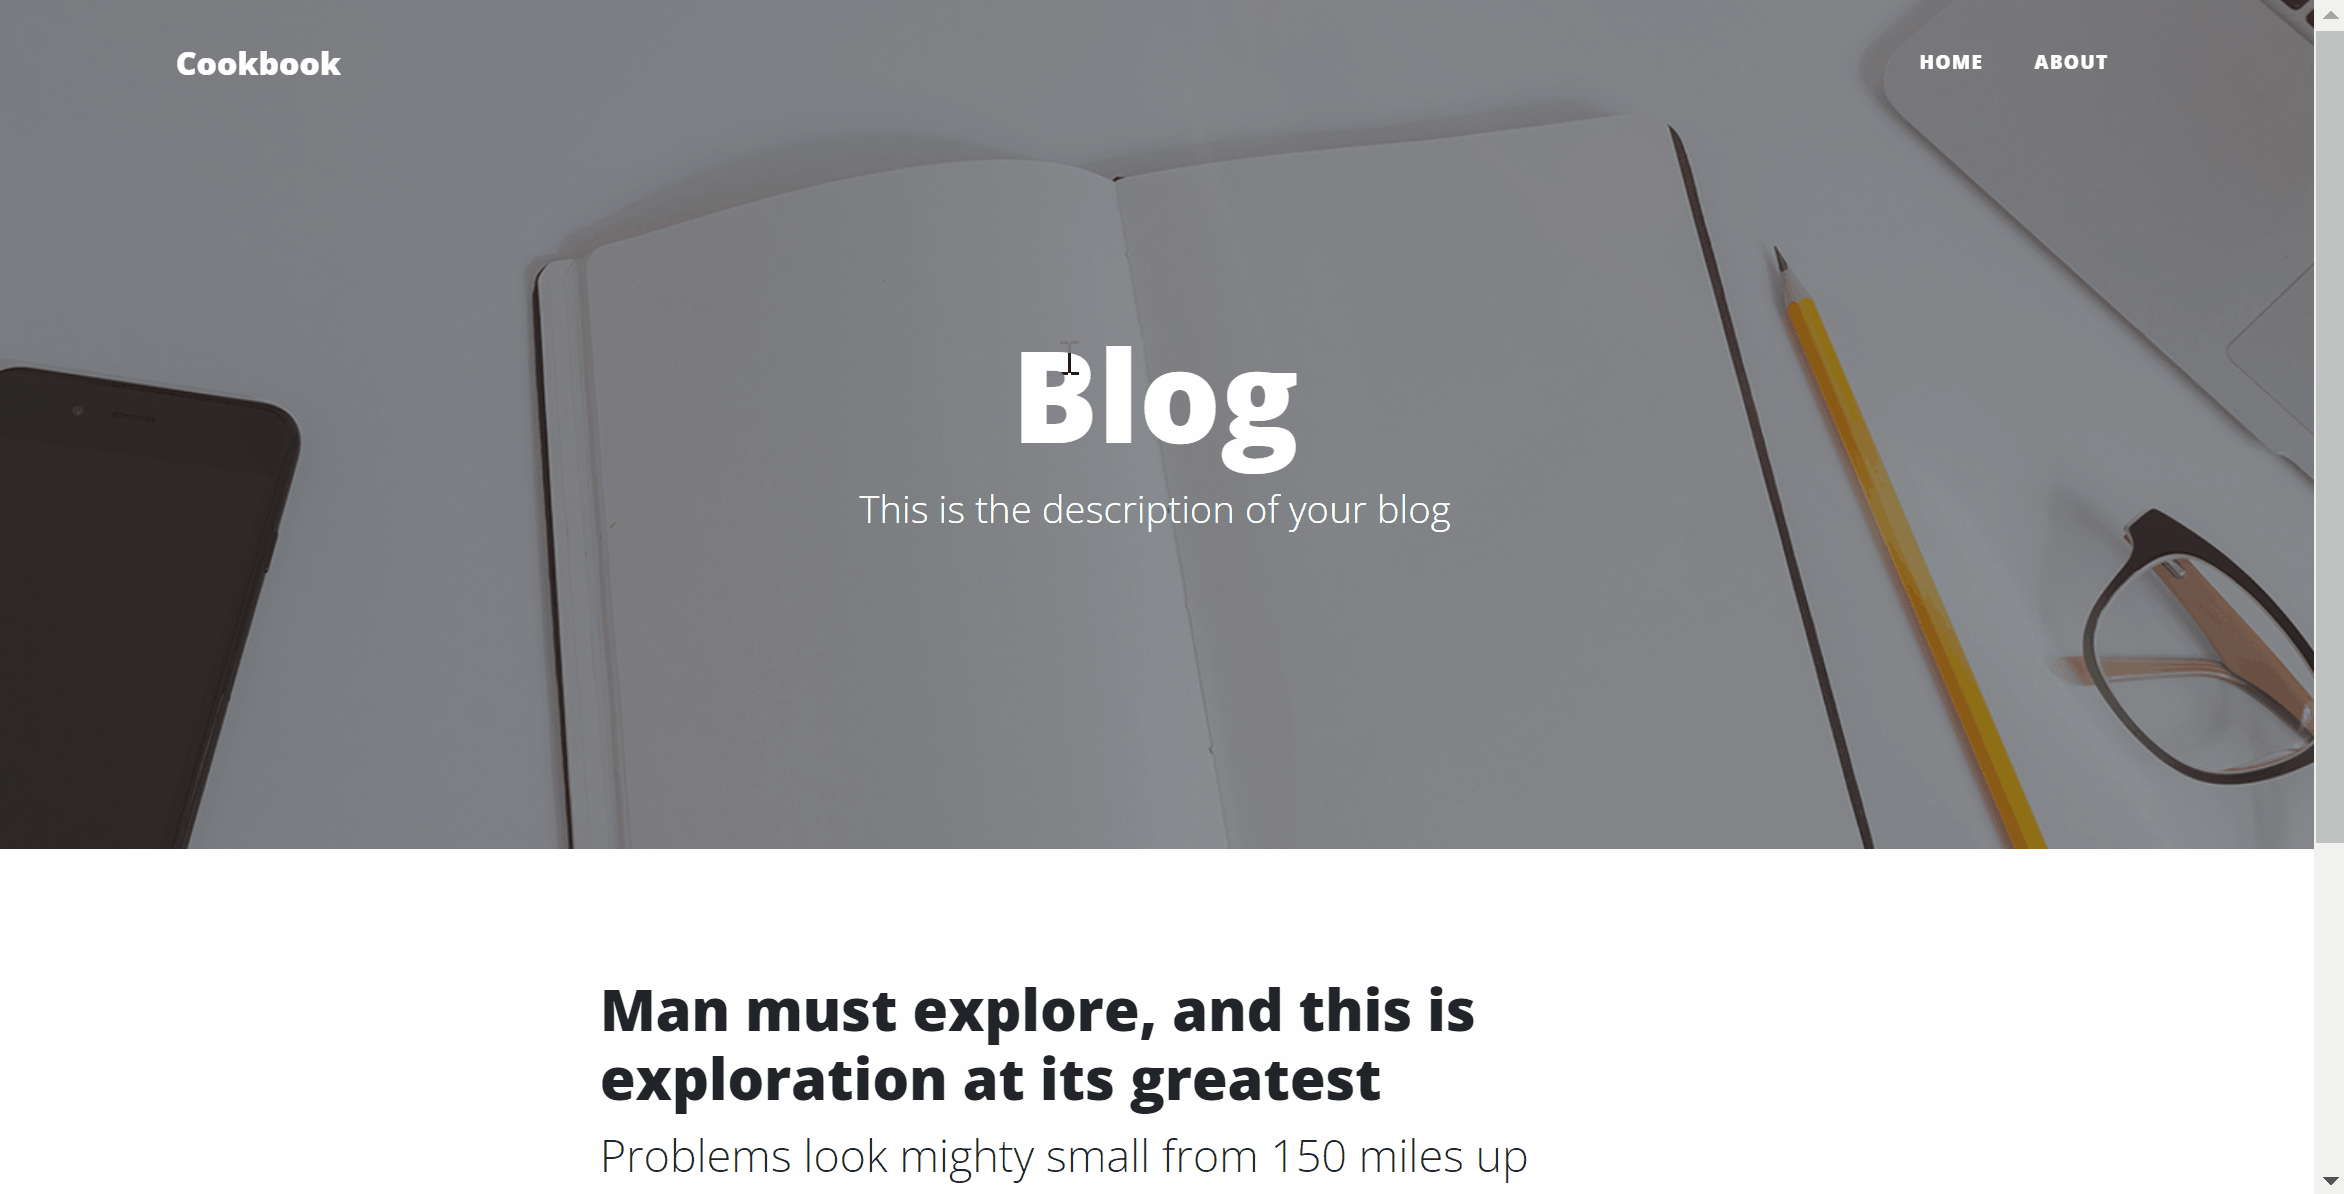 Cookbook
HOME ABOUT
Blog
This is the description of your blog
Man must explore, and this is
exploration at its greatest
Problems look mighty small from 150 miles up